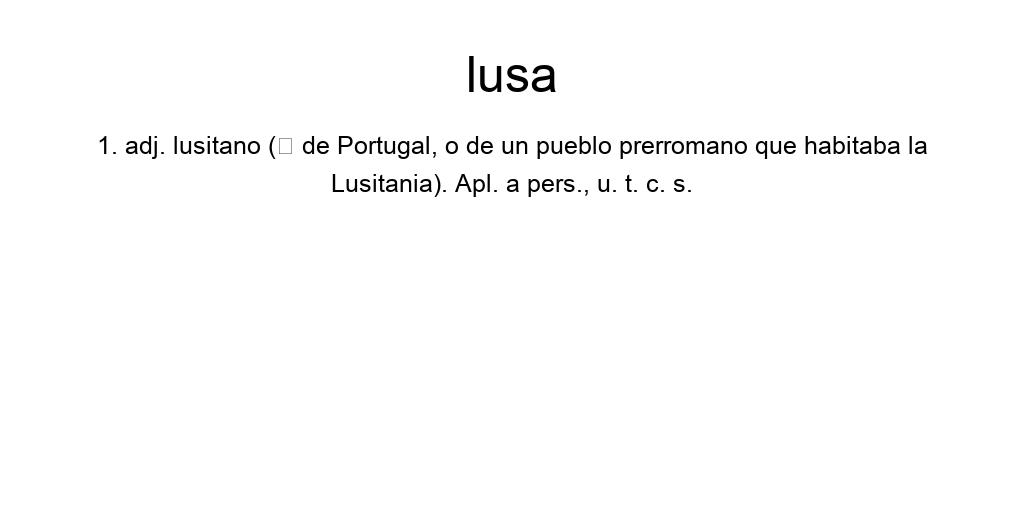 lusa
1. adj. lusitano (□ de Portugal, o de un pueblo prerromano que habitaba la
Lusitania). Apl. a pers., u. t. c. s.